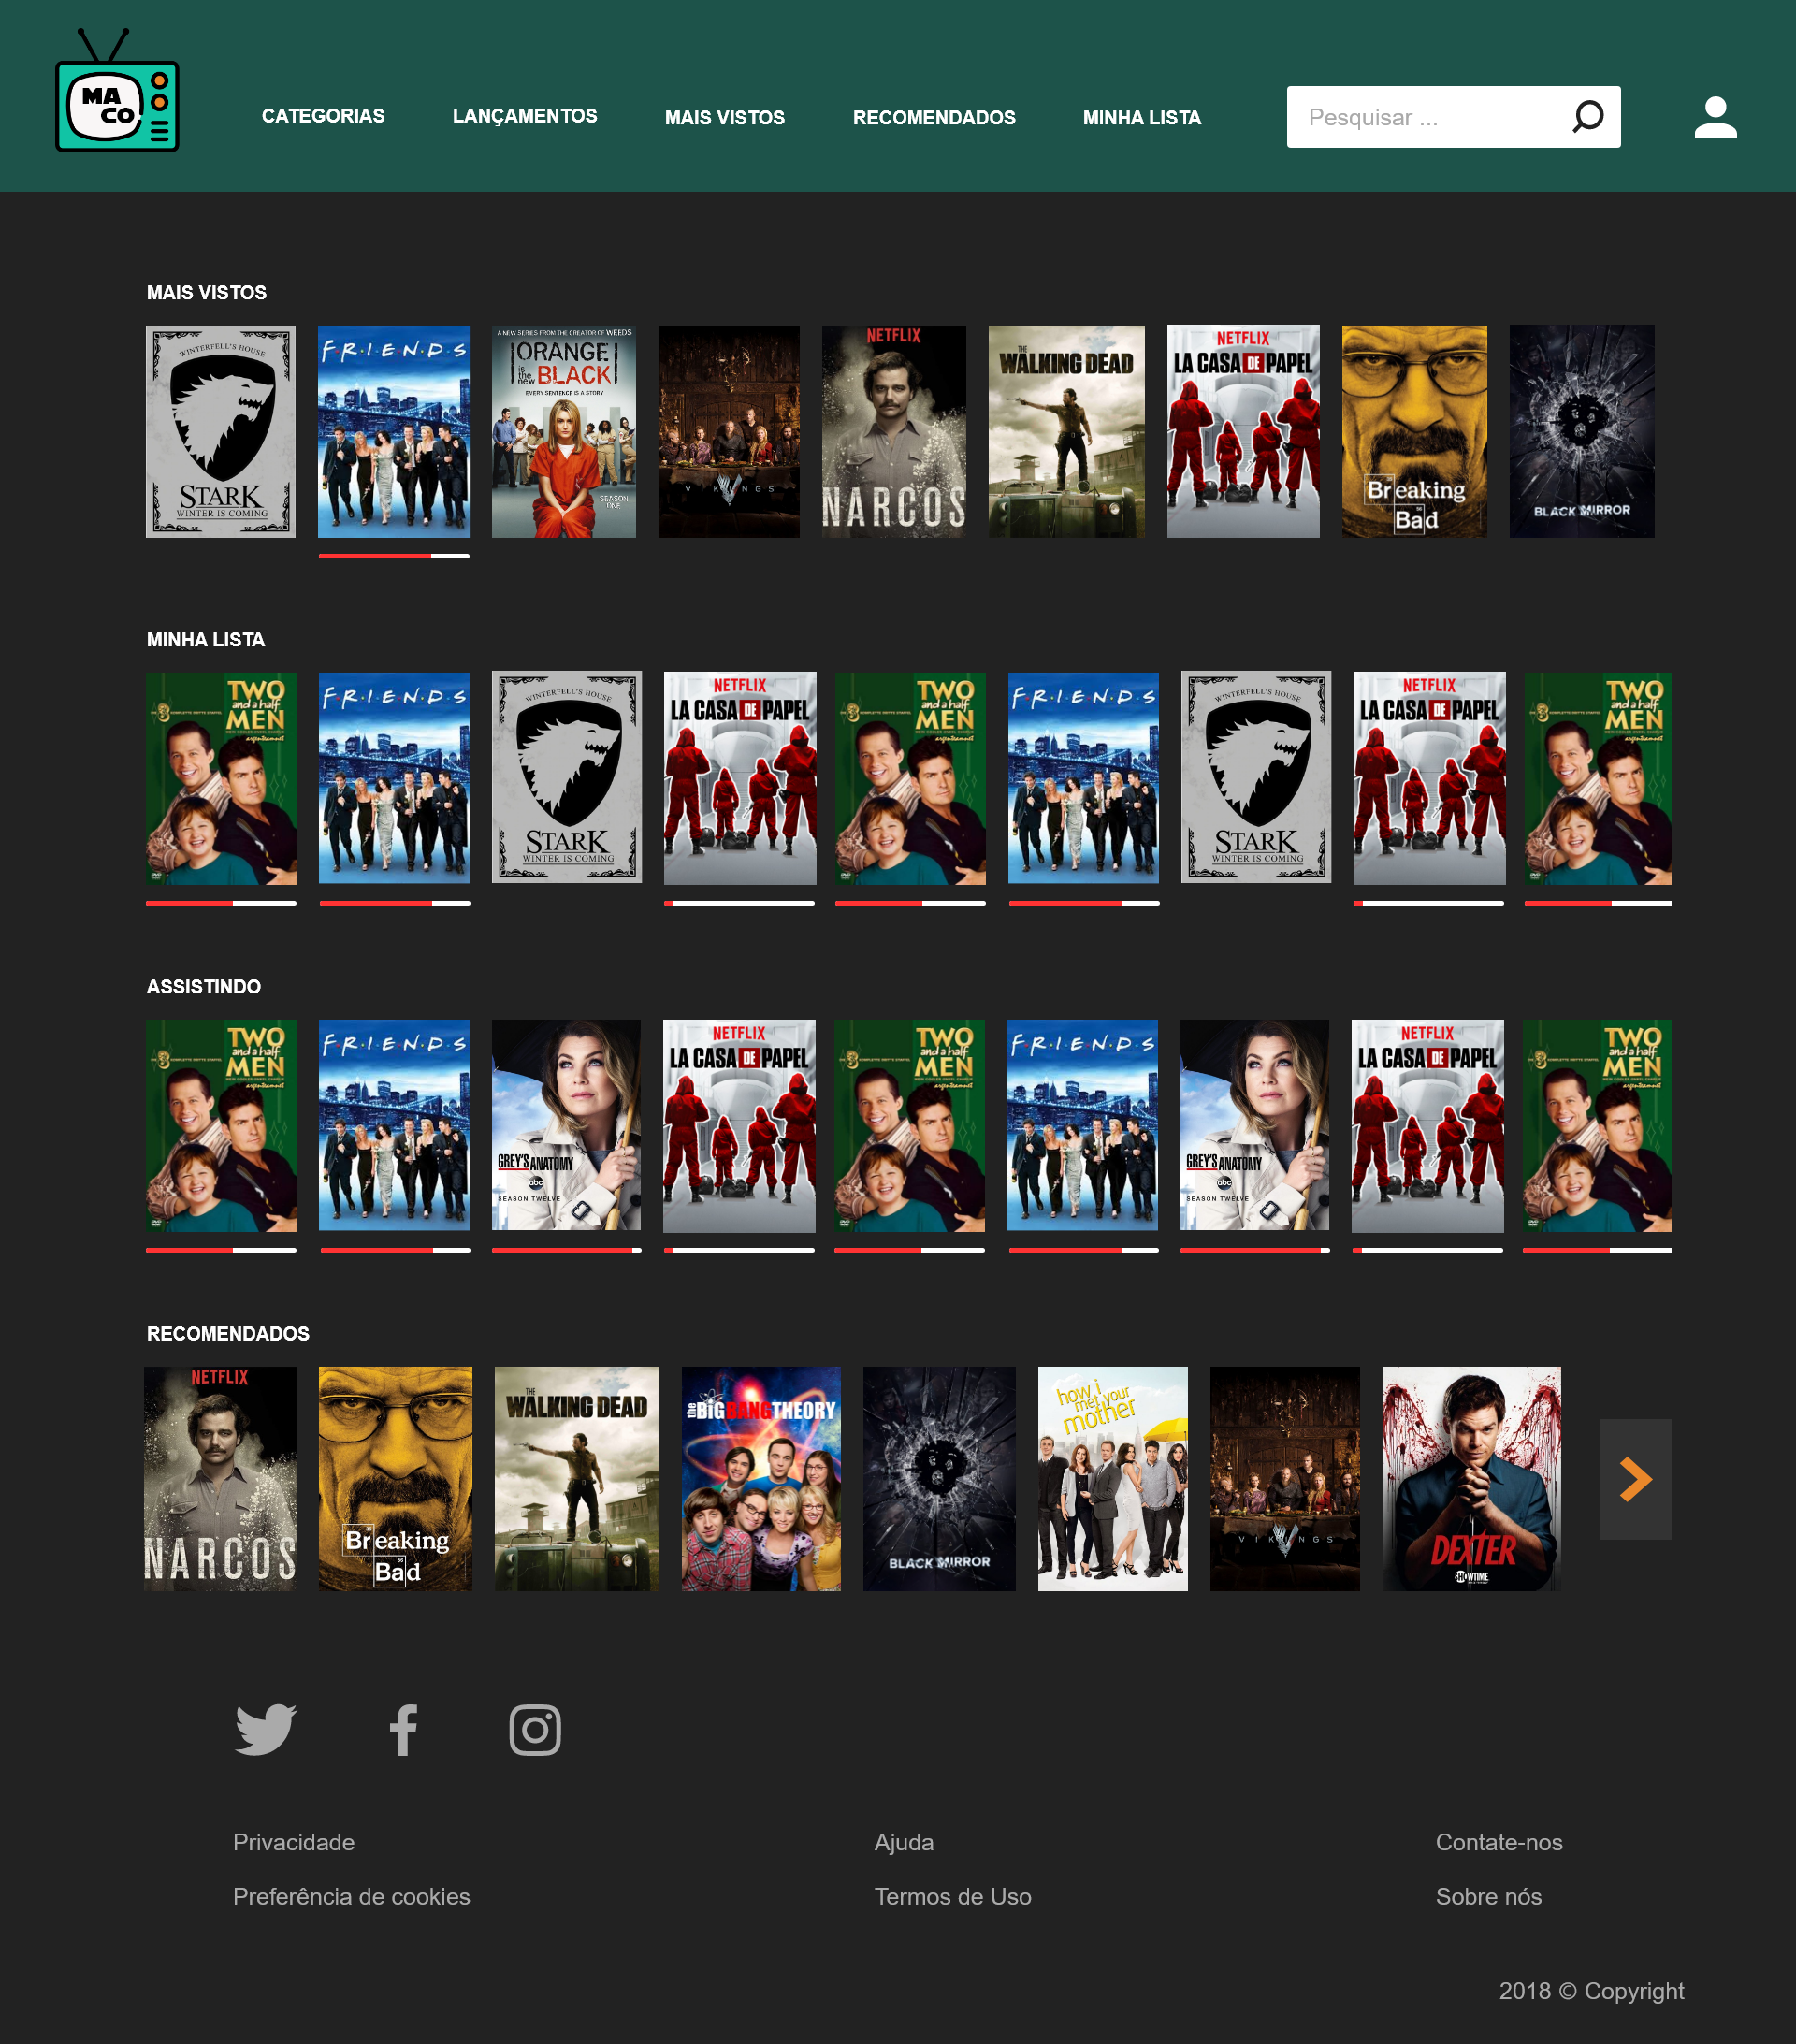 MA
CO.
CATEGORIAS
LANÇAMENTOS
MAIS VISTOS
RECOMENDADOS
MINHA LISTA
Pesquisar ...
MAIS VISTOS
WINTERFELL'S HOUSE
STARK
WINTER IS COMING
F·R·I·E·N·D·S
A NEW SERIES FROM THE CREATOR OF WEEDS
ORANGE
is the new BLACK
EVERY SENTENCE IS A STORY
SEASON
ONE
VIKINGS
NETFLIX
NARCOS
THE
WALKING DEAD
NETFLIX
LA CASA DE PAPEL
Breaking
Bad
BLACK MIRROR
MINHA LISTA
TWO
and a half
MEN
F·R·I·E·N·D·S
WINTERFELL'S HOUSE
STARK
WINTER IS COMING
NETFLIX
LA CASA DE PAPEL
TWO
and a half
MEN
F·R·I·E·N·D·S
WINTERFELL'S HOUSE
STARK
WINTER IS COMING
NETFLIX
LA CASA DE PAPEL
TWO
and a half
MEN
ASSISTINDO
TWO
and a half
MEN
F·R·I·E·N·D·S
GREY'S ANATOMY
abc
SEASON TWELVE
NETFLIX
LA CASA DE PAPEL
TWO
and a half
MEN
F·R·I·E·N·D·S
GREY'S ANATOMY
abc
SEASON TWELVE
NETFLIX
LA CASA DE PAPEL
TWO
and a half
MEN
RECOMENDADOS
NETFLIX
NARCOS
Breaking
Bad
THE
WALKING DEAD
the BIG BANG THEORY
BLACK MIRROR
how i
met your
mother
VIKINGS
DEXTER
SHOWTIME
Privacidade
Ajuda
Contate-nos
Preferência de cookies
Termos de Uso
Sobre nós
2018 © Copyright